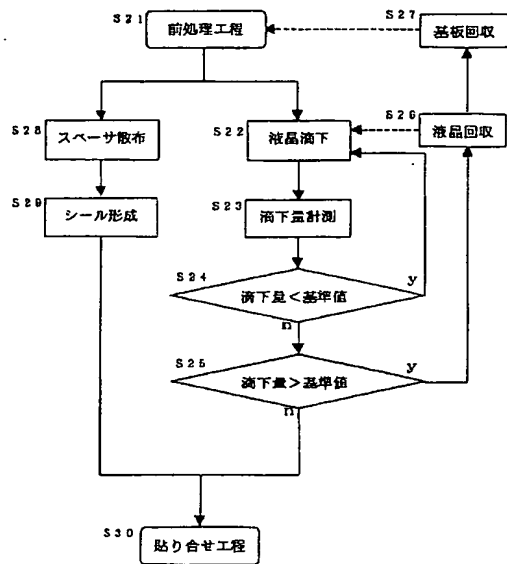 S21
前処理工程
S27
基板回収
S28
スペーサ散布
S22
液晶滴下
S26
液晶回収
S29
シール形成
S23
滴下量計測
S24
滴下量<基準値
y
n
S25
滴下量>基準値
y
n
S30
貼り合せ工程